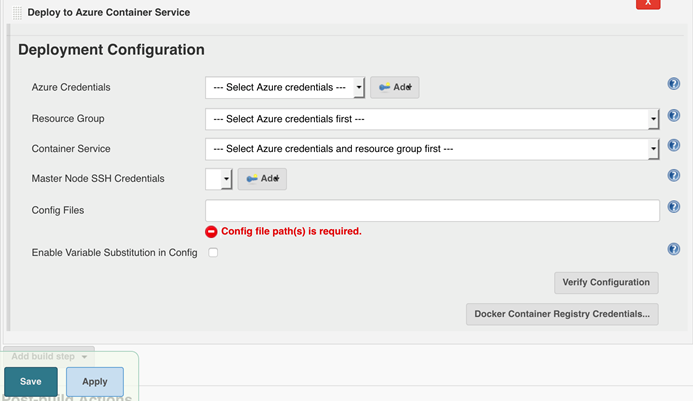 X
Deploy to Azure Container Service
Deployment Configuration
Azure Credentials
--- Select Azure credentials ---
Add
Resource Group
--- Select Azure credentials first ---
Container Service
--- Select Azure credentials and resource group first ---
Master Node SSH Credentials
Add
Config Files
Config file path(s) is required.
Enable Variable Substitution in Config
Verify Configuration
Docker Container Registry Credentials...
Add build step
Save
Apply
Post-build Actions